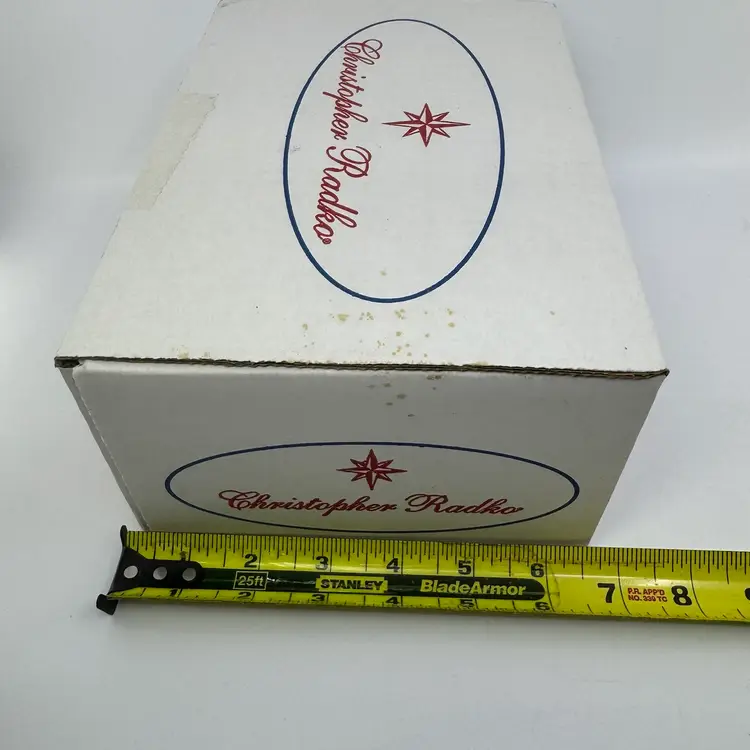 Christopher Radko
Christopher Radko
2 3 4 5 6
25ft STANLEY BladeArmor 7 P.R. APP'D 8
NO. 339 TC
1 2 3 4 5 6